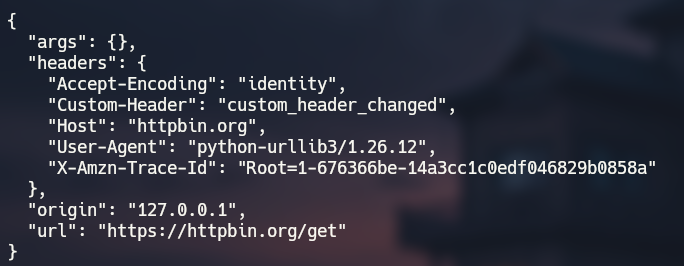 {
  "args": {},
  "headers": {
    "Accept-Encoding": "identity",
    "Custom-Header": "custom_header_changed",
    "Host": "httpbin.org",
    "User-Agent": "python-urllib3/1.26.12",
    "X-Amzn-Trace-Id": "Root=1-676366be-14a3cc1c0edf046829b0858a"
  },
  "origin": "127.0.0.1",
  "url": "https://httpbin.org/get"
}